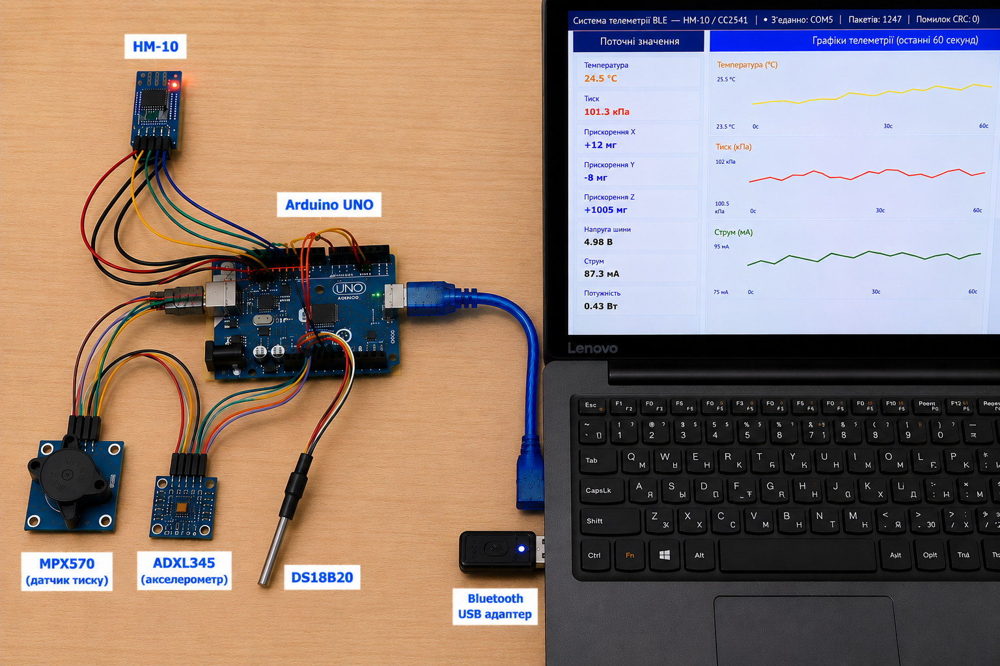 HM-10
Arduino UNO
UNO
MPX570
(датчик тиску)
ADXL345
(акселерометр)
DS18B20
Bluetooth
USB адаптер
Система телеметрії BLE — HM-10 / CC2541 | • З'єданно: COM5 | Пакетів: 1247 | Помилок CRC: 0)
Поточні значення
Температура
24.5 °C
Тиск
101.3 кПа
Прискорення X
+12 мг
Прискорення Y
-8 мг
Прискорення Z
+1005 мг
Напруга шини
4.98 В
Струм
87.3 мА
Потужність
0.43 Вт
Графіки телеметрії (останні 60 секунд)
Температура (°C)
25.5 °C
23.5 °C
0с 30с 60с
Тиск (кПа)
102 кПа
100.5
кПа
0с 30с 60с
Струм (мА)
95 мА
75 мА
0с 30с 60с
Lenovo
Esc F1 F2
Tab Q W E R T Y U I O L P
CapsLk A S D F G H J K
Shift Z X C V B N M
Ctrl Fn Alt